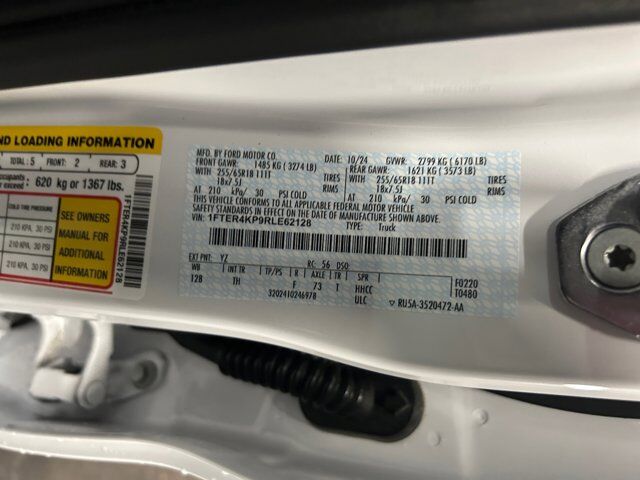 ND LOADING INFORMATION
TOTAL : 5 FRONT : 2 REAR: 3
occupants
exceed 620 kg or 1367 lbs.
COLD TIRE PRESSURE
210 KPA, 30 PSI
210 KPA, 30 PSI
210 KPA, 30 PSI
SEE OWNERS
MANUAL FOR
ADDITIONAL
INFORMATION
1FTER4KP9RLE62128
MFD. BY FORD MOTOR CO. 10/24 GVWR: 2799 KG ( 6170 LB)
FRONT GAWR: 1485 KG ( 3274 LB) REAR GAWR: 1621 KG ( 3573 LB)
WITH 255/65R18 111T TIRES WITH 255/65R18 111T TIRES
18x7.5J RIMS 18x7.5J RIMS
AT 210 kPa/ 30 PSI COLD AT 210 kPa/ 30 PSI COLD
THIS VEHICLE CONFORMS TO ALL APPLICABLE FEDERAL MOTOR VEHICLE
SAFETY STANDARDS IN EFFECT ON THE DATE OF MANUFACTURE SHOWN ABOVE.
VIN: 1FTER4KP9RLE62128
TYPE: Truck
EXT PNT: YZ RC: 56 DSO:
WB INT TR TP/PS R AXLE TR SPR F0220
12B TH F 73 T HHCC T0480
3202410246978 ULC ▽ RU5A-3520472-AA